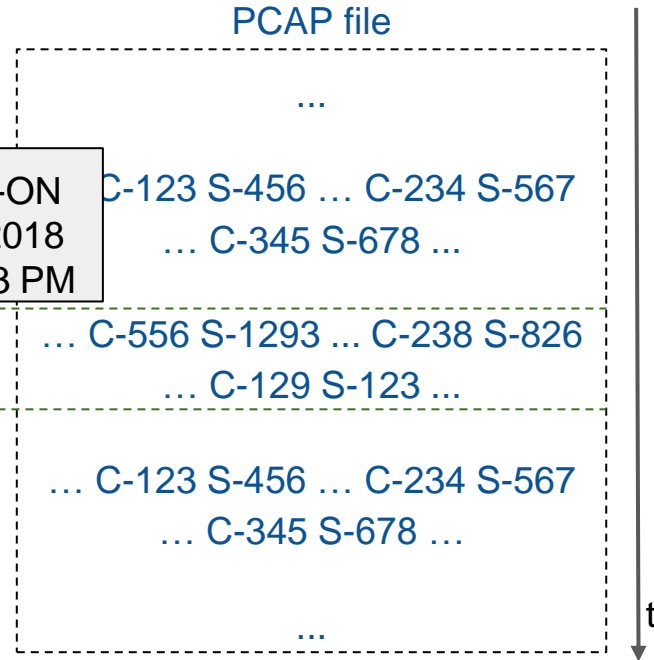 PCAP file
...
-ON
2018
3 PM
C-123 S-456 … C-234 S-567
… C-345 S-678 ...
… C-556 S-1293 ... C-238 S-826
… C-129 S-123 ...
… C-123 S-456 … C-234 S-567
… C-345 S-678 …
...
t